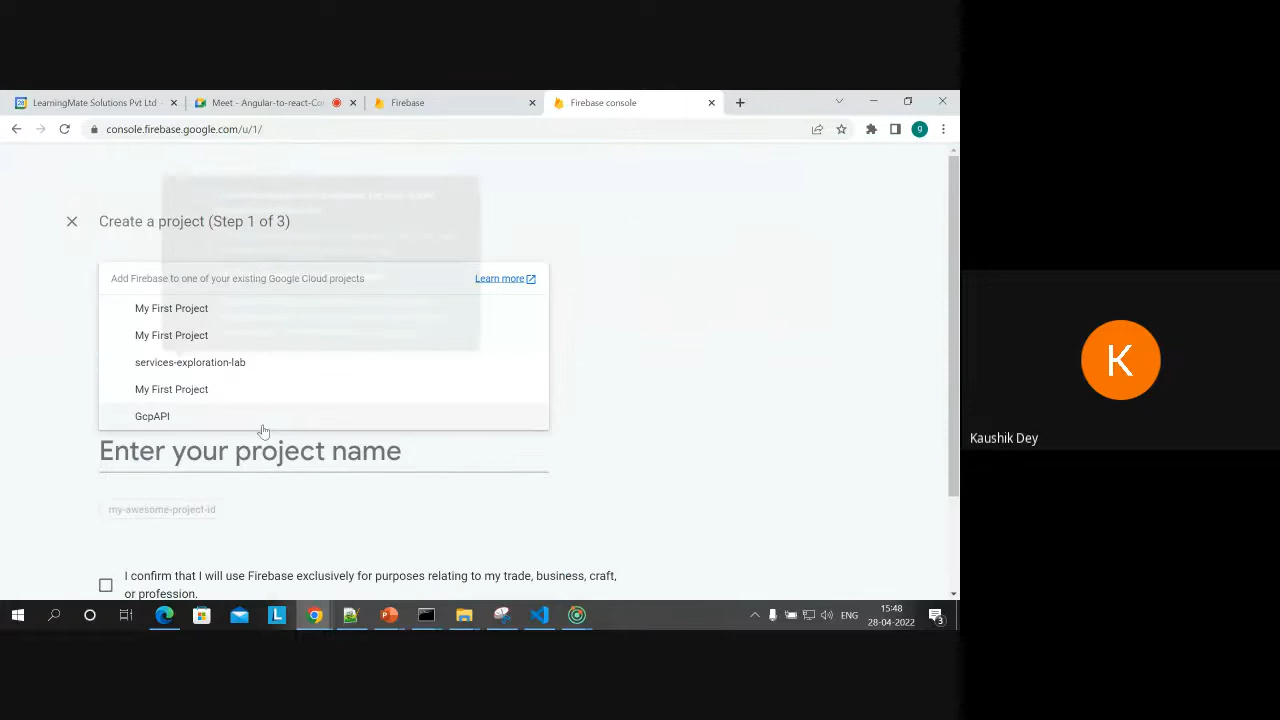 LearningMate Solutions Pvt Ltd -
Meet - Angular-to-react-Co
Firebase
Firebase console
console.firebase.google.com/u/1/
9
Create a project (Step 1 of 3)
Add Firebase to one of your existing Google Cloud projects
Learn more
My First Project
My First Project
services-exploration-lab
My First Project
GcpAPI
Enter your project name
my-awesome-project-id
I confirm that I will use Firebase exclusively for purposes relating to my trade, business, craft,
or profession.
K
Kaushik Dey
L
ENG
15:48
28-04-2022
3